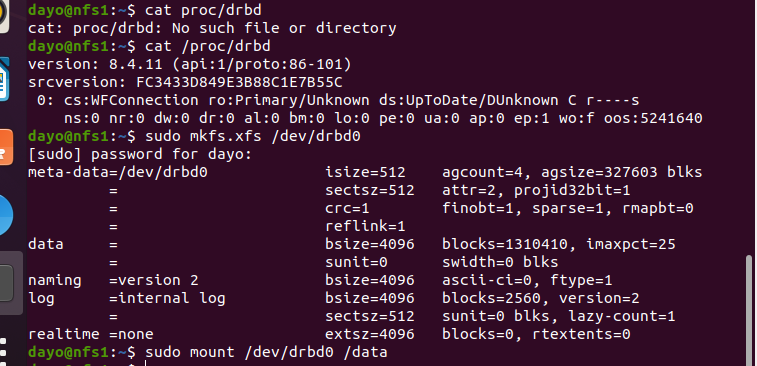 dayo@nfs1:~$ cat proc/drbd
cat: proc/drbd: No such file or directory
dayo@nfs1:~$ cat /proc/drbd
version: 8.4.11 (api:1/proto:86-101)
srcversion: FC3433D849E3B88C1E7B55C
 0: cs:WFConnection ro:Primary/Unknown ds:UpToDate/DUnknown C r----s
    ns:0 nr:0 dw:0 dr:0 al:0 bm:0 lo:0 pe:0 ua:0 ap:0 ep:1 wo:f oos:5241640
dayo@nfs1:~$ sudo mkfs.xfs /dev/drbd0
[sudo] password for dayo:
meta-data=/dev/drbd0             isize=512    agcount=4, agsize=327603 blks
         =                       sectsz=512   attr=2, projid32bit=1
         =                       crc=1        finobt=1, sparse=1, rmapbt=0
         =                       reflink=1
data     =                       bsize=4096   blocks=1310410, imaxpct=25
         =                       sunit=0      swidth=0 blks
naming   =version 2              bsize=4096   ascii-ci=0, ftype=1
log      =internal log           bsize=4096   blocks=2560, version=2
         =                       sectsz=512   sunit=0 blks, lazy-count=1
realtime =none                   extsz=4096   blocks=0, rtextents=0
dayo@nfs1:~$ sudo mount /dev/drbd0 /data